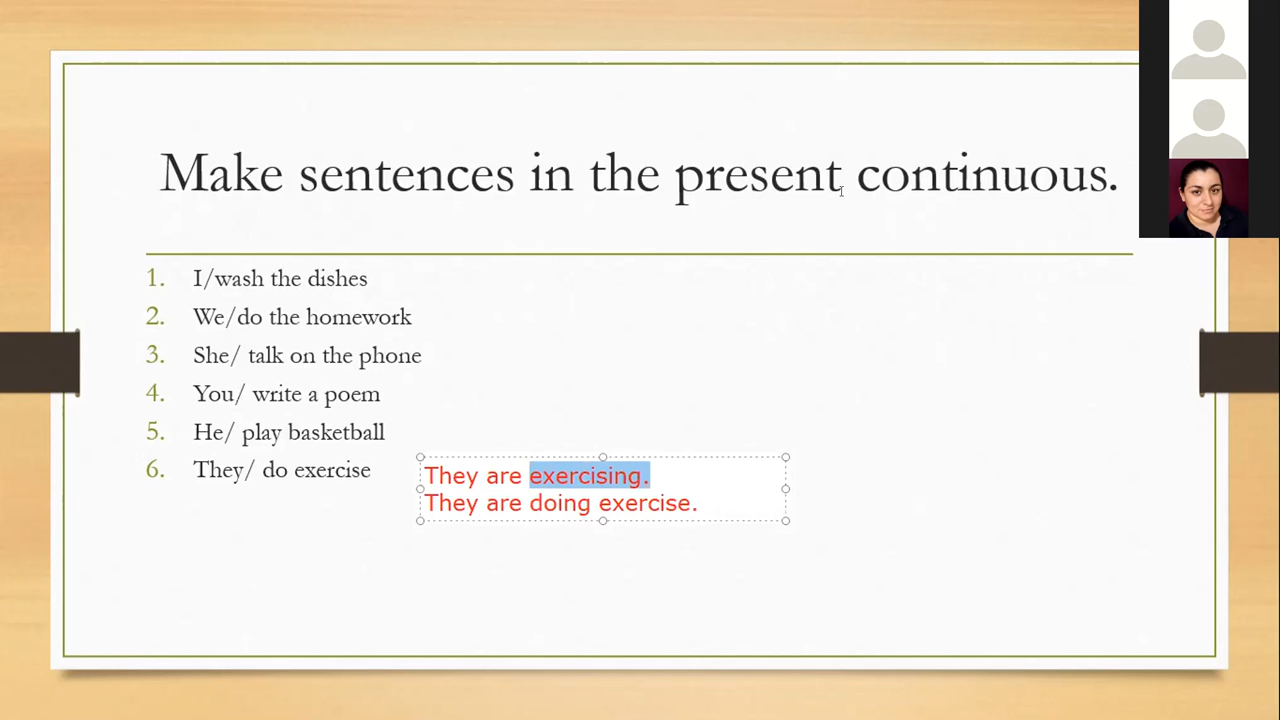 Make sentences in the present continuous.
1. I/wash the dishes
2. We/do the homework
3. She/ talk on the phone
4. You/ write a poem
5. He/ play basketball
6. They/ do exercise
They are exercising.
They are doing exercise.